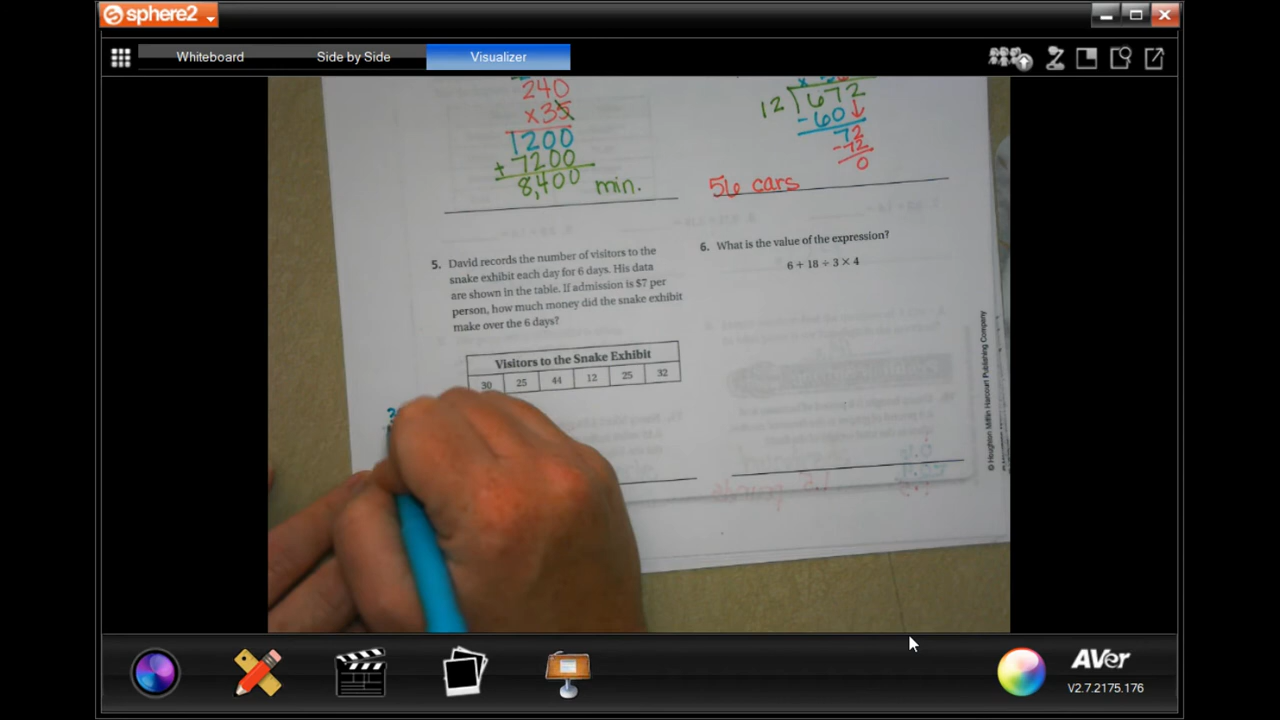 sphere2
Whiteboard
Side by Side
Visualizer
240
x35
1200
+7200
8,400 min.
12 672
-60
72
-72
0
56 cars
5. David records the number of visitors to the
snake exhibit each day for 6 days. His data
are shown in the table. If admission is $7 per
person, how much money did the snake exhibit
make over the 6 days?
Visitors to the Snake Exhibit
30 25 44 12 25 32
6. What is the value of the expression?
6 + 18 ÷ 3 × 4
© Houghton Mifflin Harcourt Publishing Company
AVer
V2.7.2175.176